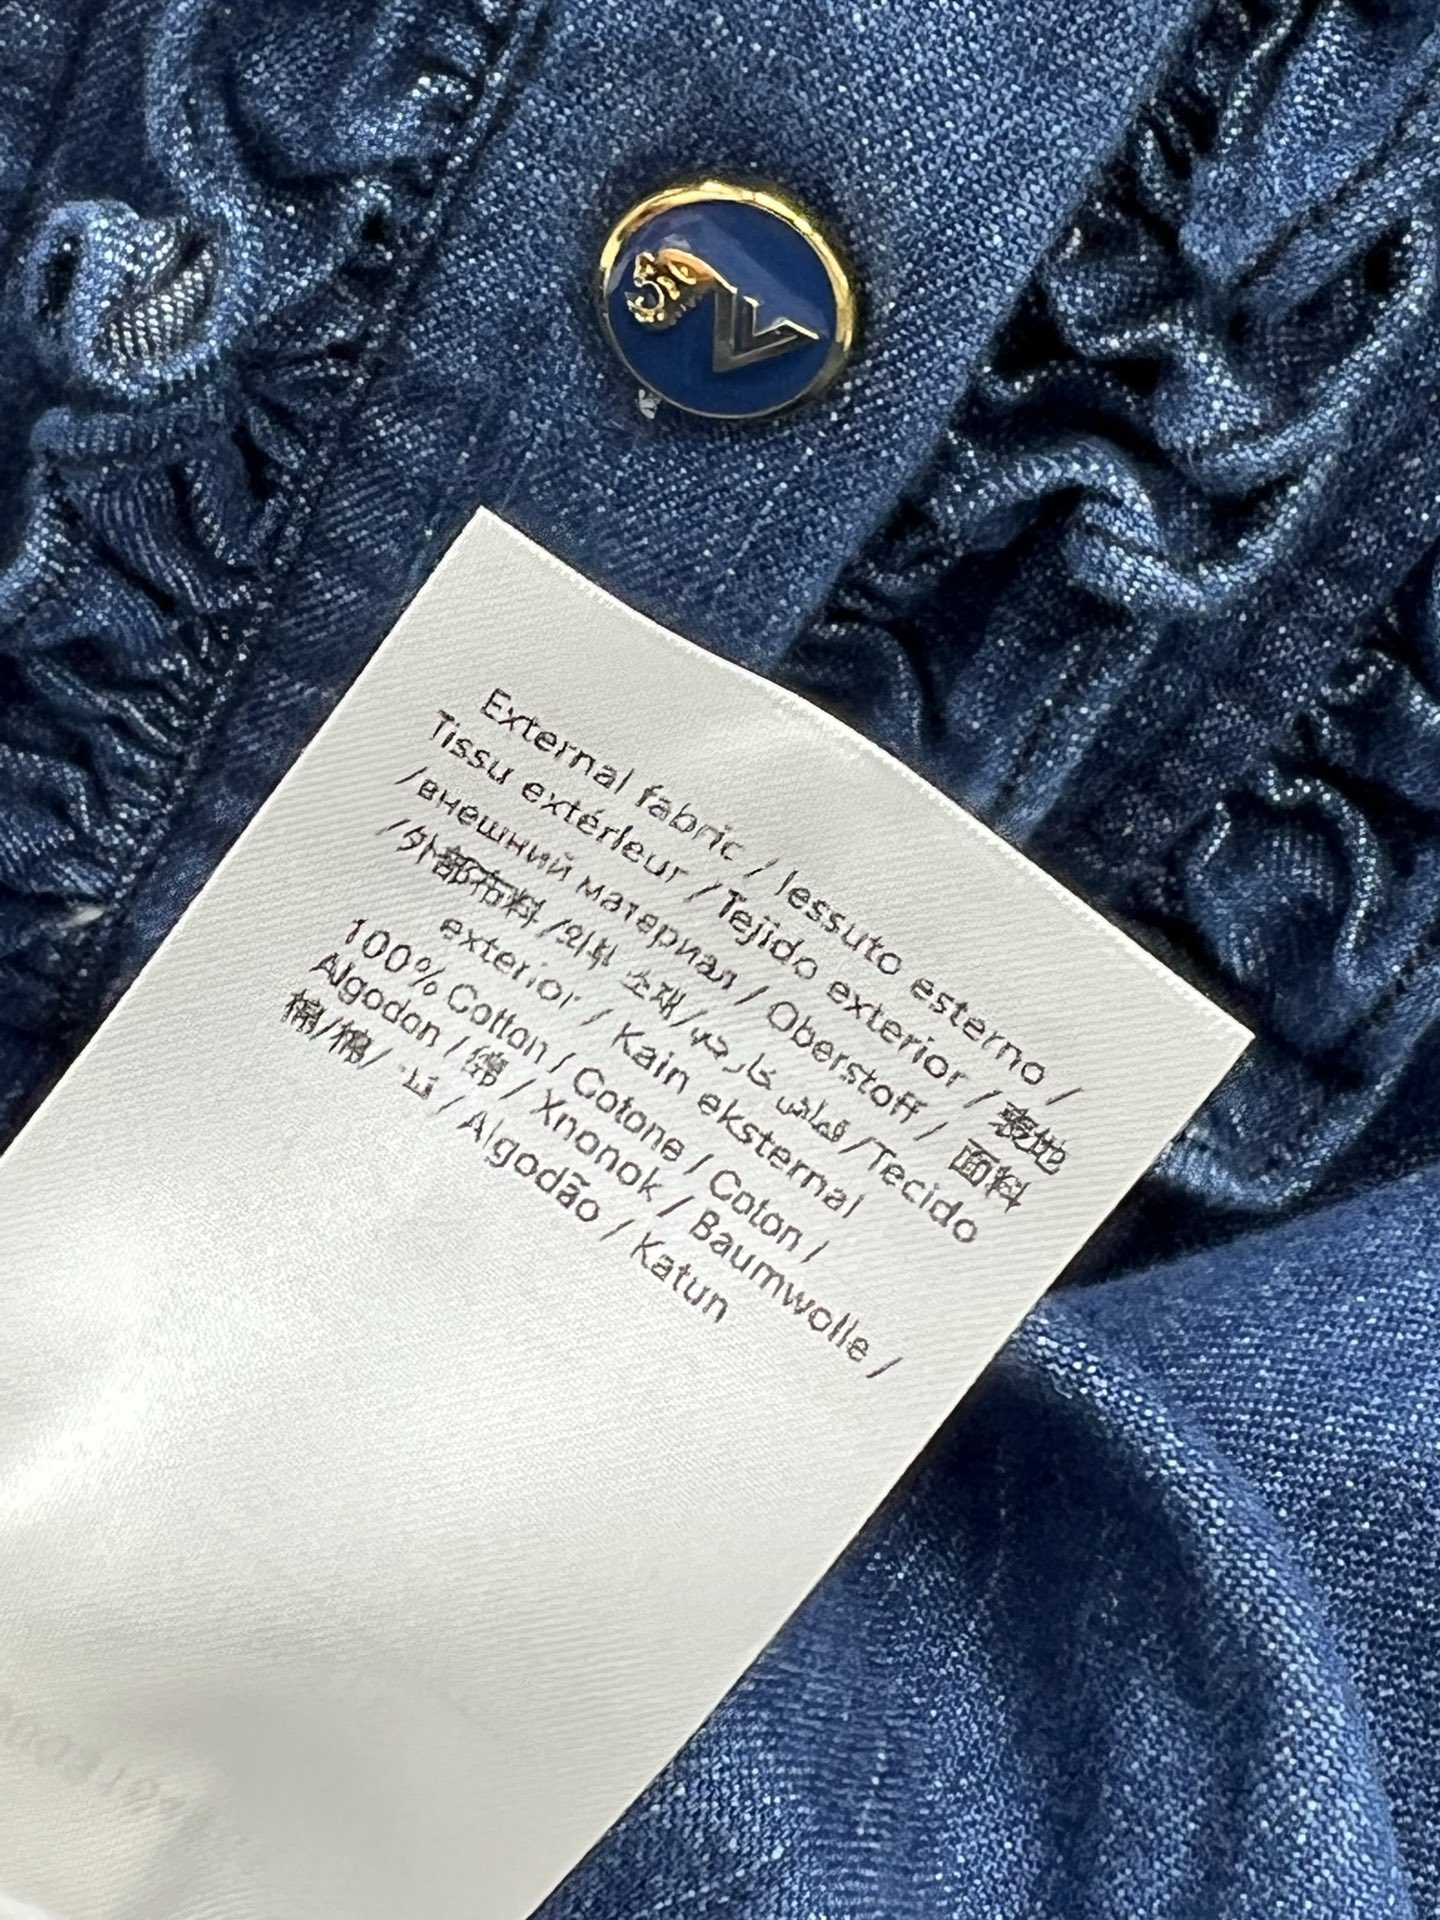 External fabric / Tessuto esterno /
Tissu extérieur / Tejido exterior / 表地
/внешний материал / Oberstoff / 面料
/外部布料 /외부 소재/ قماش خارجي /Tecido
exterior / Kain eksternal
100% Cotton / Cotone / Coton /
Algodon / 綿 / Хлопок / Baumwolle /
棉/棉/ 면 / Algodão / Katun
V